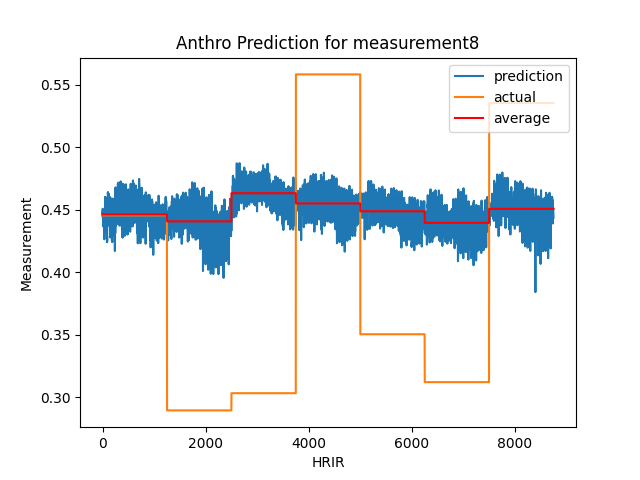 Anthro Prediction for measurement8
prediction
actual
average
Measurement
0.55
0.50
0.45
0.40
0.35
0.30
0
2000
4000
6000
8000
HRIR